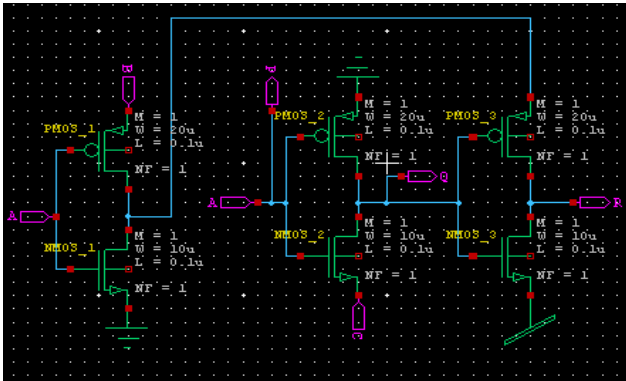 PMOS_1
M = 1
W = 20u
L = 0.1u
NF = 1
A
NMOS_1
M = 1
W = 10u
L = 0.1u
NF = 1
PMOS_2
M = 1
W = 20u
L = 0.1u
NF = 1
A
Q
NMOS_2
M = 1
W = 10u
L = 0.1u
NF = 1
PMOS_3
M = 1
W = 20u
L = 0.1u
NF = 1
R
NMOS_3
M = 1
W = 10u
L = 0.1u
NF = 1